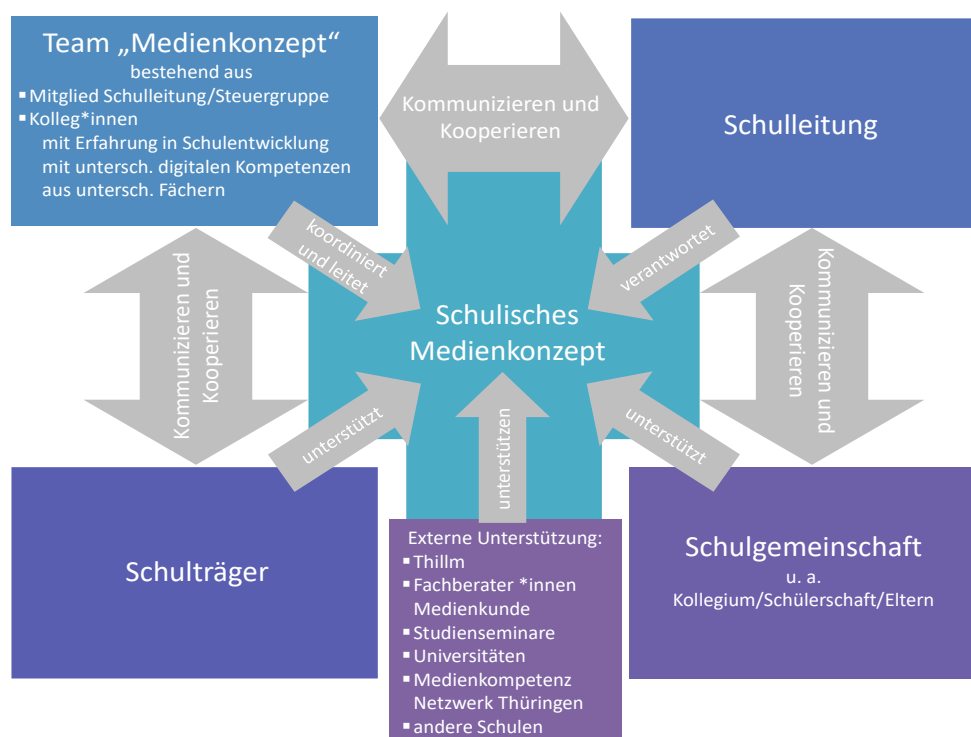 Team „Medienkonzept“
bestehend aus
▪ Mitglied Schulleitung/Steuergruppe
▪ Kolleg*innen
mit Erfahrung in Schulentwicklung
mit untersch. digitalen Kompetenzen
aus untersch. Fächern
Kommunizieren und
Kooperieren
Schulleitung
koordiniert
und leitet
verantwortet
Kommunizieren und
Kooperieren
Schulisches
Medienkonzept
Kommunizieren und
Kooperieren
unterstützt
unterstützen
unterstützt
Schulträger
Externe Unterstützung:
▪ Thillm
▪ Fachberater *innen
Medienkunde
▪ Studienseminare
▪ Universitäten
▪ Medienkompetenz
Netzwerk Thüringen
▪ andere Schulen
Schulgemeinschaft
u. a.
Kollegium/Schülerschaft/Eltern